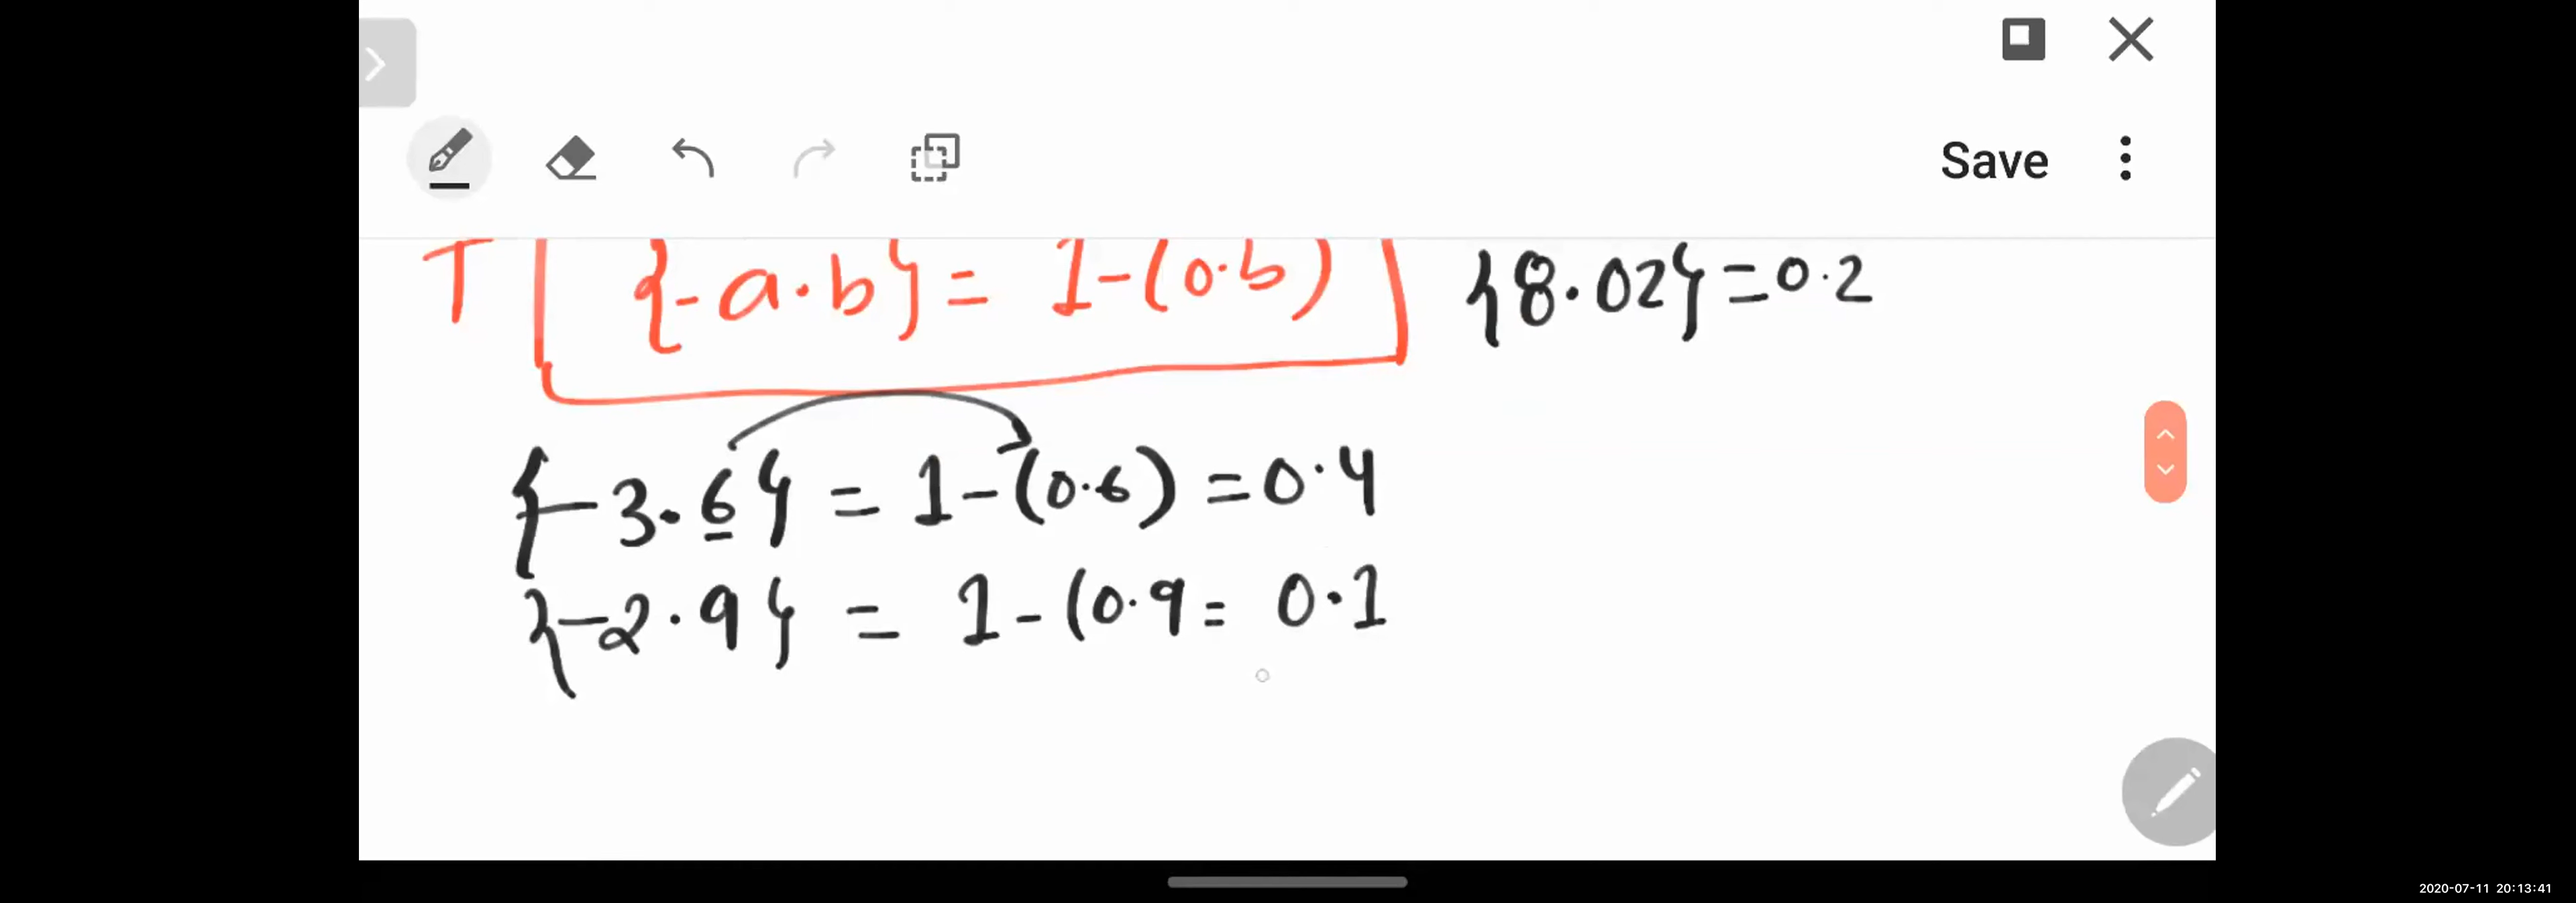 Save
T {-a.b} = 1-(0.b) {8.02} = 0.2
{-3.6} = 1-(0.6) = 0.4
{-2.9} = 1-(0.9 = 0.1
2020-07-11 20:13:41